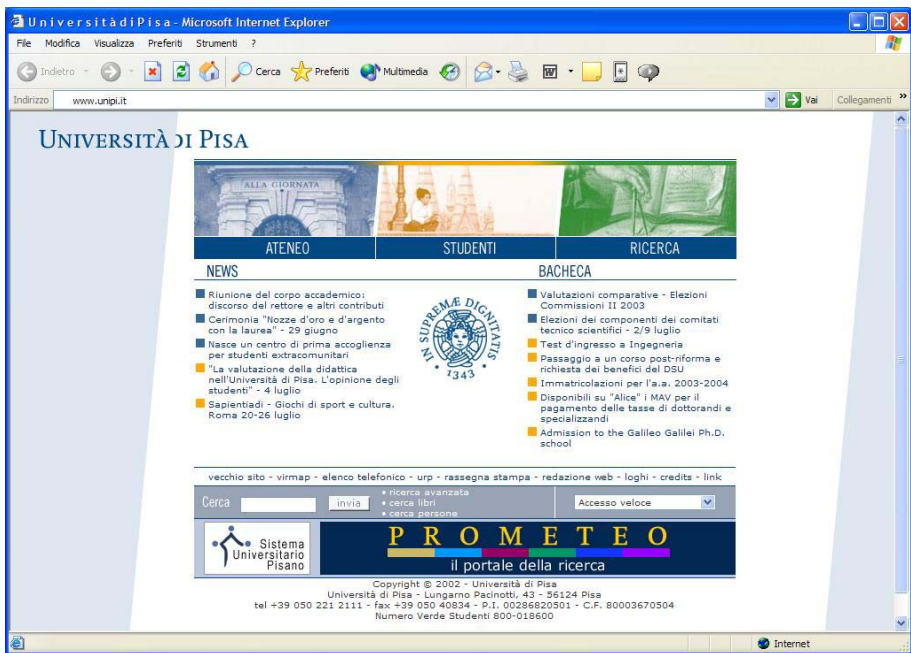 U n i v e r s i t à d i P i s a - Microsoft Internet Explorer
File Modifica Visualizza Preferiti Strumenti ?
Indietro Cerca Preferiti Multimedia
Indirizzo www.unipi.it Vai Collegamenti »
UNIVERSITÀ DI PISA
ALLA GIORNATA
ATENEO STUDENTI RICERCA
NEWS
Riunione del corpo accademico:
discorso del rettore e altri contributi
Cerimonia "Nozze d'oro e d'argento
con la laurea" - 29 giugno
Nasce un centro di prima accoglienza
per studenti extracomunitari
"La valutazione della didattica
nell'Università di Pisa. L'opinione degli
studenti" - 4 luglio
Sapientiadi - Giochi di sport e cultura.
Roma 20-26 luglio
IN SUPREMÆ DIGNITATIS
• 1343 •
BACHECA
Valutazioni comparative - Elezioni
Commissioni II 2003
Elezioni dei componenti dei comitati
tecnico scientifici - 2/9 luglio
Test d'ingresso a Ingegneria
Passaggio a un corso post-riforma e
richiesta dei benefici del DSU
Immatricolazioni per l'a.a. 2003-2004
Disponibili su "Alice" i MAV per il
pagamento delle tasse di dottorandi e
specializzandi
Admission to the Galileo Galilei Ph.D.
school
vecchio sito - virmap - elenco telefonico - urp - rassegna stampa - redazione web - loghi - credits - link
Cerca invia
• ricerca avanzata
• cerca libri
• cerca persone
Accesso veloce
Sistema
Universitario
Pisano
PROMETEO
il portale della ricerca
Copyright © 2002 - Università di Pisa
Università di Pisa - Lungarno Pacinotti, 43 - 56124 Pisa
tel +39 050 221 2111 - fax +39 050 40834 - P.I. 00286820501 - C.F. 80003670504
Numero Verde Studenti 800-018600
Internet